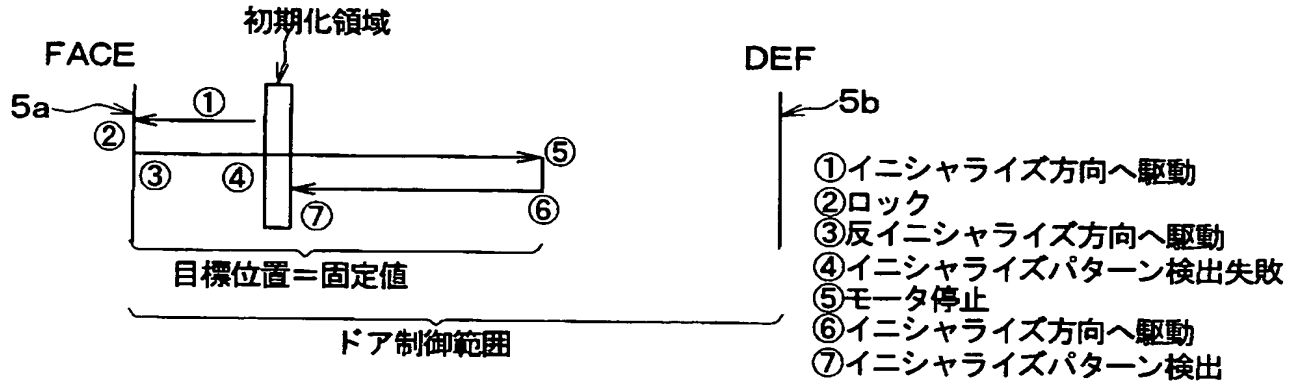 初期化領域
FACE
DEF
5a
①
5b
②
③
④
⑤
⑦
⑥
目標位置=固定値
ドア制御範囲
①イニシャライズ方向へ駆動
②ロック
③反イニシャライズ方向へ駆動
④イニシャライズパターン検出失敗
⑤モータ停止
⑥イニシャライズ方向へ駆動
⑦イニシャライズパターン検出